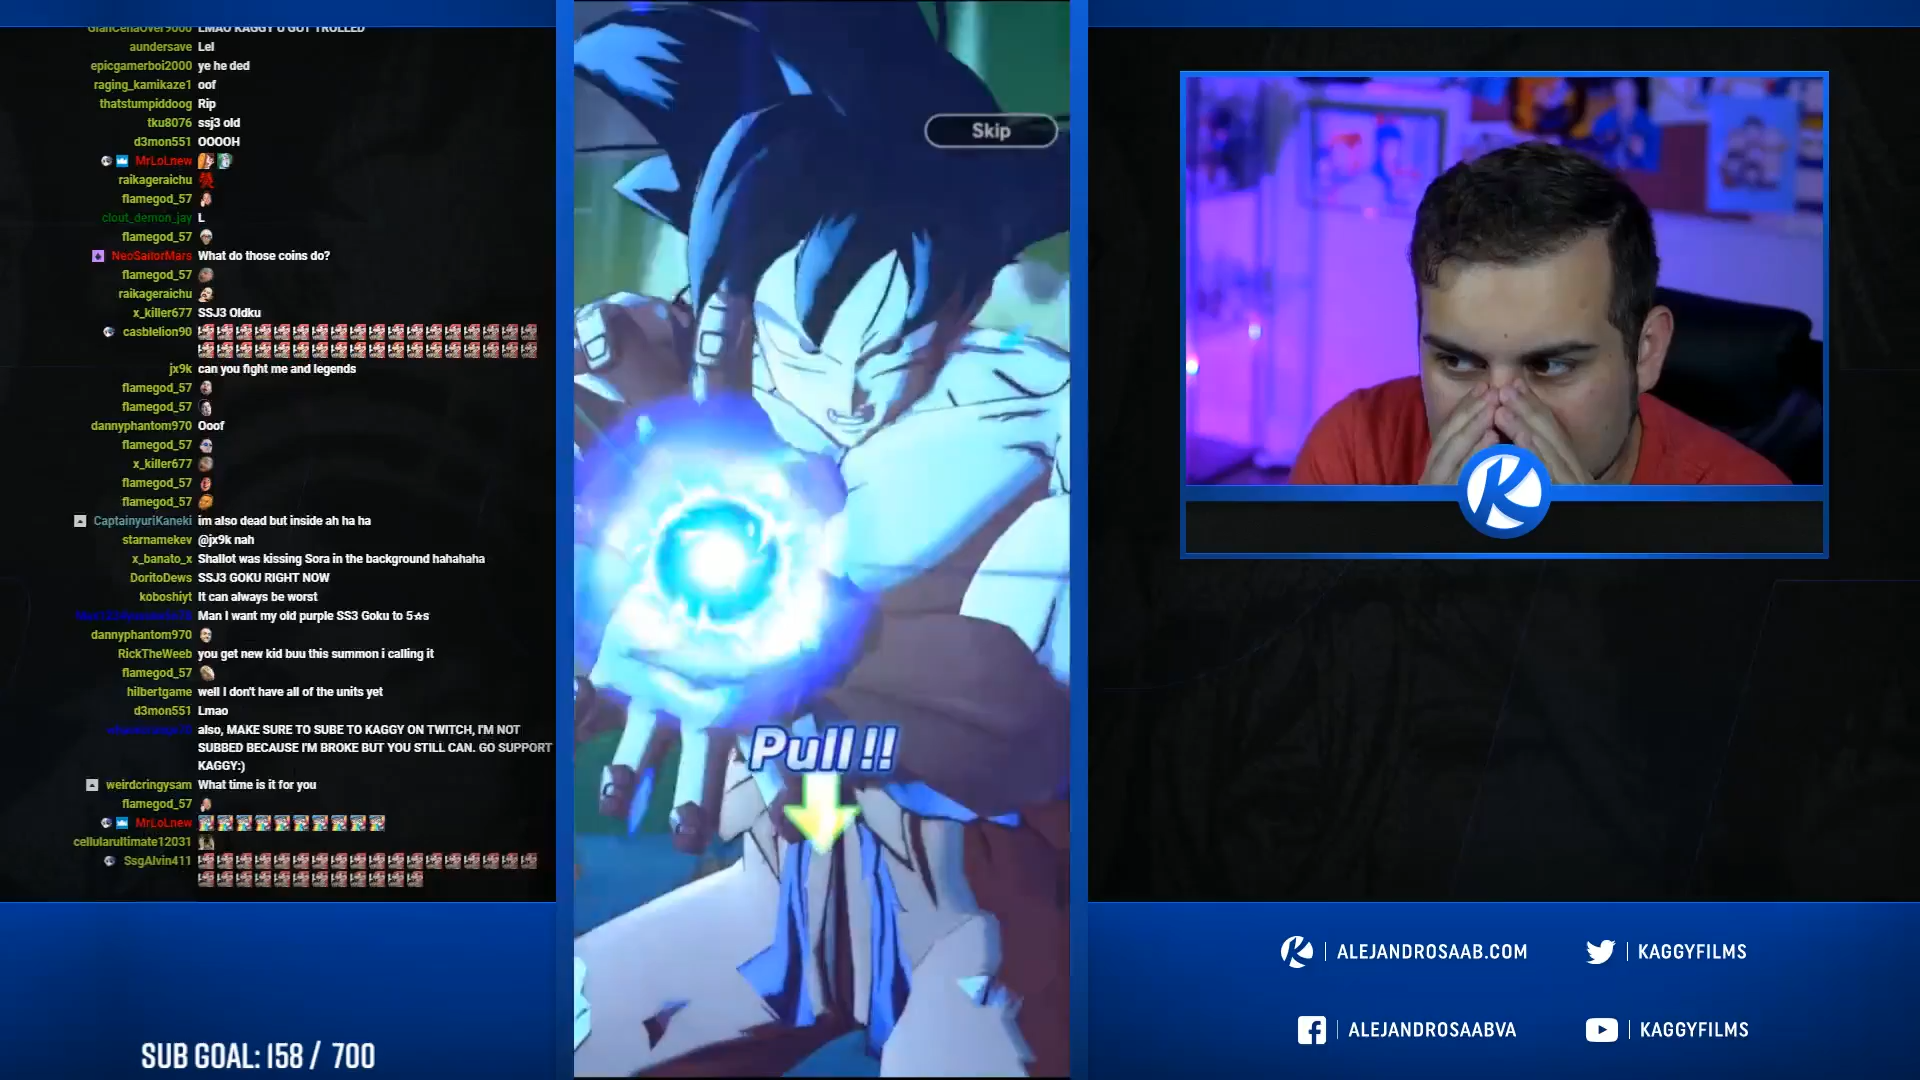 GianCenaOver9000 LMAO KAGGY U GOT TROLLED
aundersave Lel
epicgamerboi2000 ye he ded
raging_kamikaze1 oof
thatstumpiddoog Rip
tku8076 ssj3 old
d3mon551 OOOOH
MrLoLnew
raikageraichu
flamegod_57
clout_demon_jay L
flamegod_57
NeoSailorMars What do those coins do?
flamegod_57
raikageraichu
x_killer677 SSJ3 Oldku
casblelion90
jx9k can you fight me and legends
flamegod_57
flamegod_57
dannyphantom970 Ooof
flamegod_57
x_killer677
flamegod_57
flamegod_57
CaptainyuriKaneki im also dead but inside ah ha ha
starnamekev @jx9k nah
x_banato_x Shallot was kissing Sora in the background hahahaha
DoritoDews SSJ3 GOKU RIGHT NOW
koboshiyt It can always be worst
Man I want my old purple SS3 Goku to 5☆s
dannyphantom970
RickTheWeeb you get new kid buu this summon i calling it
flamegod_57
hilbertgame well I don't have all of the units yet
d3mon551 Lmao
also, MAKE SURE TO SUBE TO KAGGY ON TWITCH, I'M NOT
SUBBED BECAUSE I'M BROKE BUT YOU STILL CAN. GO SUPPORT
KAGGY:)
weirdcringysam What time is it for you
flamegod_57
MrLoLnew
cellularultimate12031
SsgAlvin411
SUB GOAL: 158 / 700
Skip
Pull!!
K
K | ALEJANDROSAAB.COM
| KAGGYFILMS
| ALEJANDROSAABVA
| KAGGYFILMS